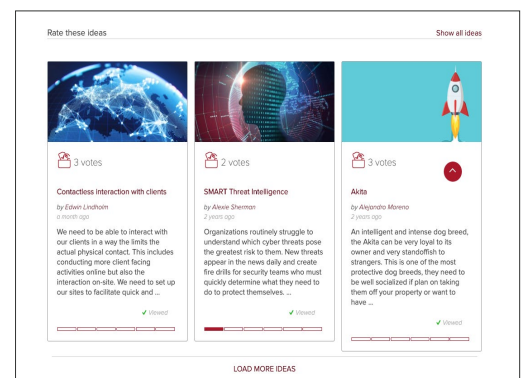 Rate these ideas
Show all ideas
3 votes
Contactless interaction with clients
by Edwin Lindholm
a month ago
We need to be able to interact with
our clients in a way the limits the
actual physical contact. This includes
conducting more client facing
activities online but also the
interaction on-site. We need to set up
our sites to facilitate quick and ...
Viewed
2 votes
SMART Threat Intelligence
by Alexie Sherman
2 years ago
Organizations routinely struggle to
understand which cyber threats pose
the greatest risk to them. New threats
appear in the news daily and create
fire drills for security teams who must
quickly determine what they need to
do to protect themselves. ...
Viewed
3 votes
Akita
by Alejandro Moreno
2 years ago
An intelligent and intense dog breed,
the Akita can be very loyal to its
owner and very standoffish to
strangers. This is one of the most
protective dog breeds, they need to
be well socialized if plan on taking
them off your property or want to
have ...
Viewed
LOAD MORE IDEAS